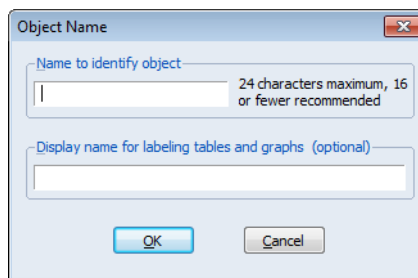 Object Name
Name to identify object
24 characters maximum, 16
or fewer recommended
Display name for labeling tables and graphs (optional)
OK
Cancel